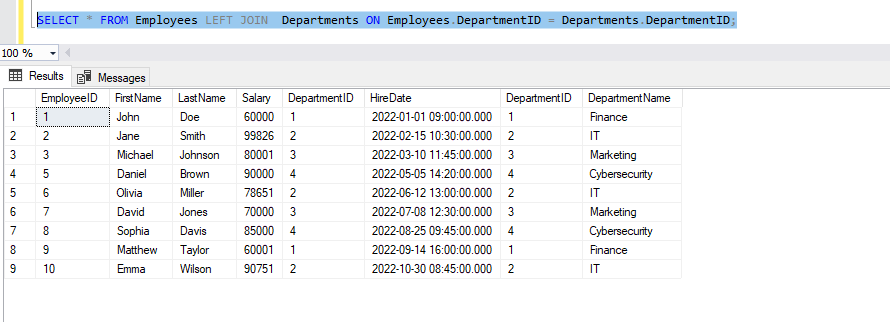 SELECT * FROM Employees LEFT JOIN  Departments ON Employees.DepartmentID = Departments.DepartmentID;
100 %
Results Messages
EmployeeID FirstName LastName Salary DepartmentID HireDate DepartmentID DepartmentName
1 1 John Doe 60000 1 2022-01-01 09:00:00.000 1 Finance
2 2 Jane Smith 99826 2 2022-02-15 10:30:00.000 2 IT
3 3 Michael Johnson 80001 3 2022-03-10 11:45:00.000 3 Marketing
4 5 Daniel Brown 90000 4 2022-05-05 14:20:00.000 4 Cybersecurity
5 6 Olivia Miller 78651 2 2022-06-12 13:00:00.000 2 IT
6 7 David Jones 70000 3 2022-07-08 12:30:00.000 3 Marketing
7 8 Sophia Davis 85000 4 2022-08-25 09:45:00.000 4 Cybersecurity
8 9 Matthew Taylor 60001 1 2022-09-14 16:00:00.000 1 Finance
9 10 Emma Wilson 90751 2 2022-10-30 08:45:00.000 2 IT